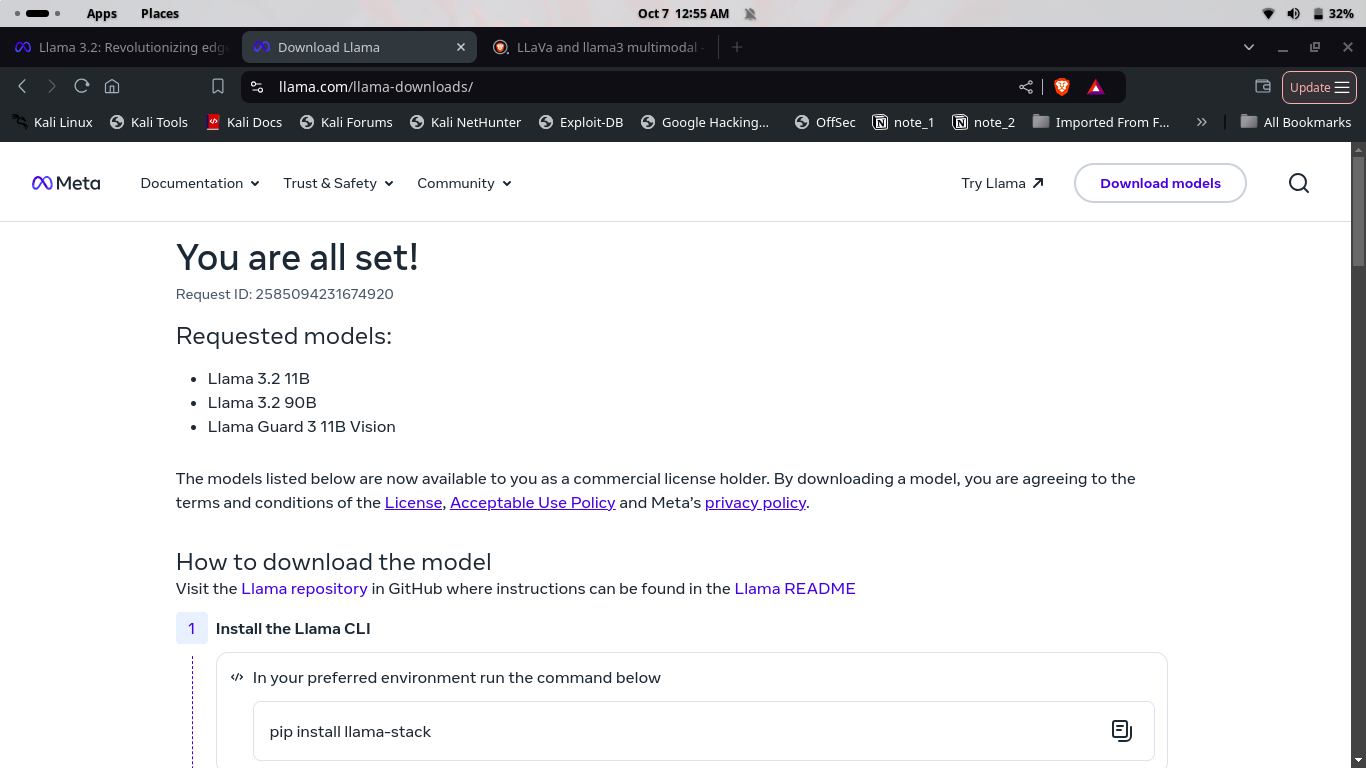 Apps Places Oct 7 12:55 AM 32%
Llama 3.2: Revolutionizing edge Download Llama LLaVa and llama3 multimodal -
llama.com/llama-downloads/ Update
Kali Linux Kali Tools Kali Docs Kali Forums Kali NetHunter Exploit-DB Google Hacking... OffSec note_1 note_2 Imported From F... All Bookmarks
Meta Documentation Trust & Safety Community Try Llama Download models
You are all set!
Request ID: 2585094231674920
Requested models:
Llama 3.2 11B
Llama 3.2 90B
Llama Guard 3 11B Vision
The models listed below are now available to you as a commercial license holder. By downloading a model, you are agreeing to the
terms and conditions of the License, Acceptable Use Policy and Meta's privacy policy.
How to download the model
Visit the Llama repository in GitHub where instructions can be found in the Llama README
1 Install the Llama CLI
In your preferred environment run the command below
pip install llama-stack